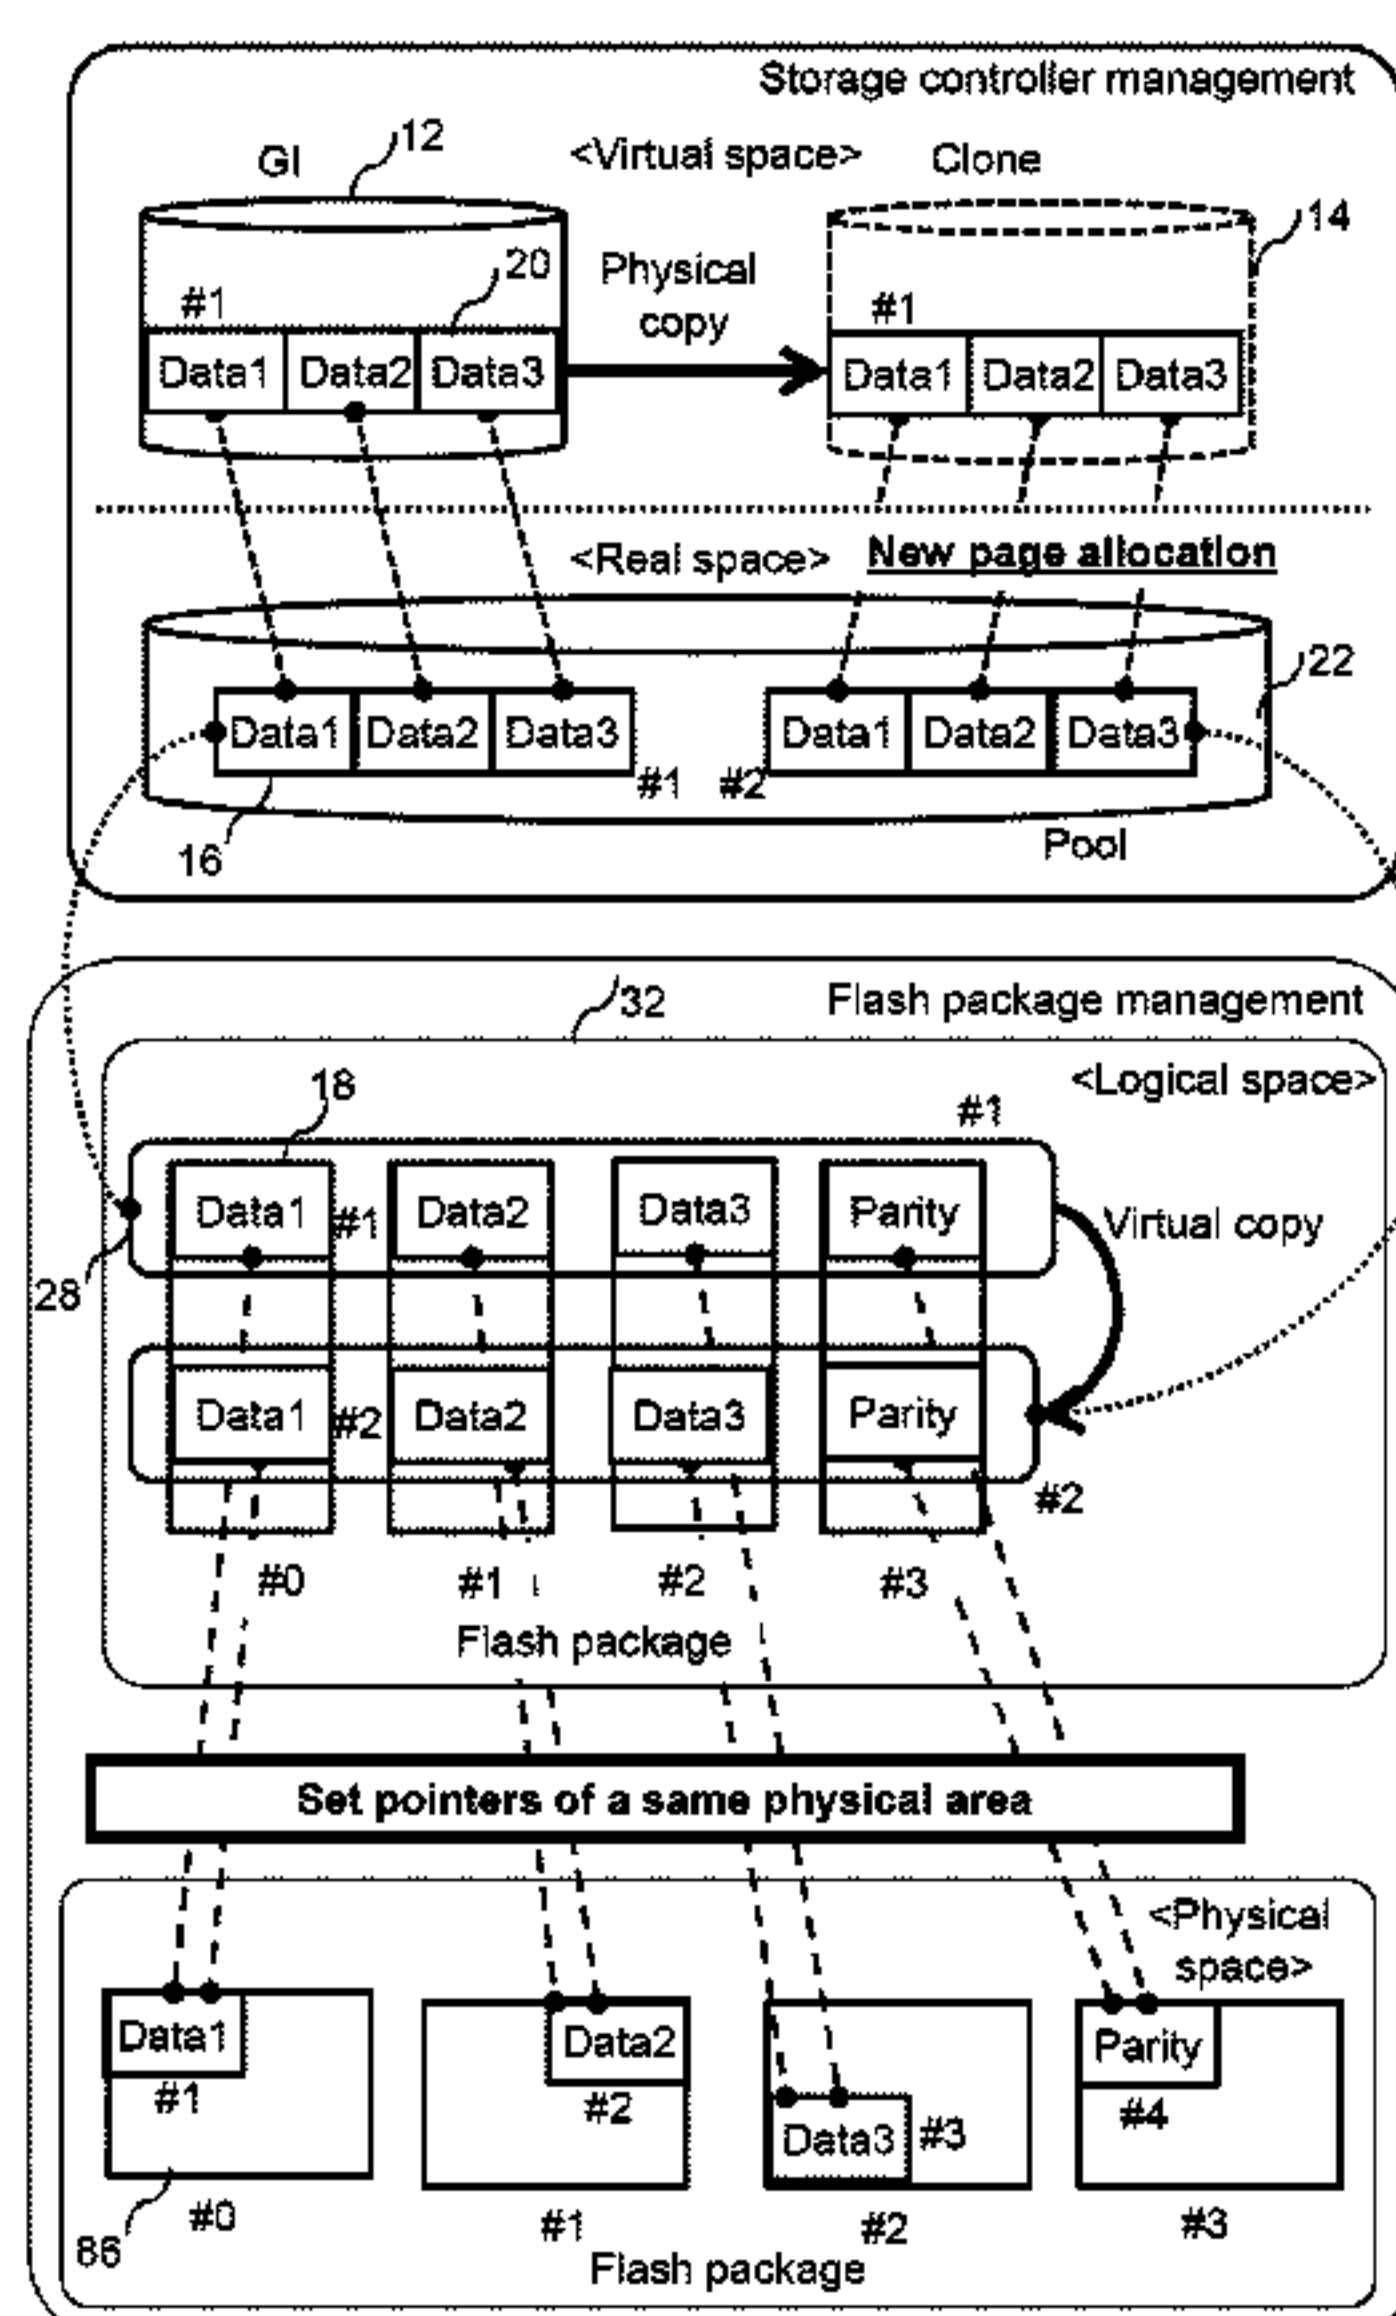 Storage controller management
GI
12
<Virtual space>
Clone
14
#1
20
Physical
copy
#1
Data1
Data2
Data3
Data1
Data2
Data3
<Real space>
New page allocation
22
Data1
Data2
Data3
#1
#2
Data1
Data2
Data3
16
Pool
32
Flash package management
<Logical space>
18
#1
Data1
#1
Data2
Data3
Parity
Virtual copy
28
Data1
#2
Data2
Data3
Parity
#2
#0
#1
#2
#3
Flash package
Set pointers of a same physical area
<Physical
space>
Data1
#1
Data2
#2
Data3
#3
Parity
#4
86
#0
#1
#2
#3
Flash package